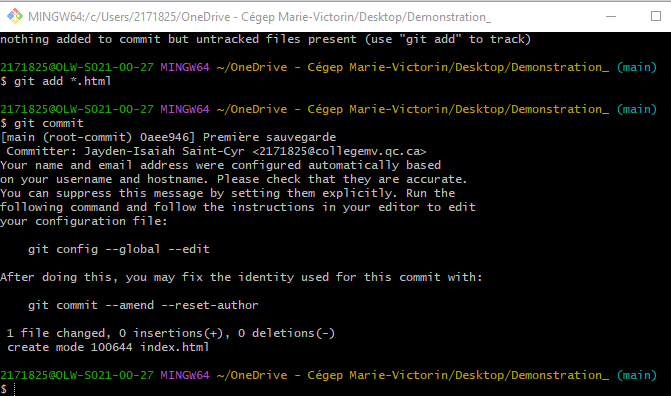 MINGW64:/c/Users/2171825/OneDrive - Cégep Marie-Victorin/Desktop/Demonstration_
nothing added to commit but untracked files present (use "git add" to track)
2171825@OLW-S021-00-27 MINGW64 ~/OneDrive - Cégep Marie-Victorin/Desktop/Demonstration_ (main)
$ git add *.html
2171825@OLW-S021-00-27 MINGW64 ~/OneDrive - Cégep Marie-Victorin/Desktop/Demonstration_ (main)
$ git commit
[main (root-commit) 0aee946] Première sauvegarde
Committer: Jayden-Isaiah Saint-Cyr <2171825@collegemv.qc.ca>
Your name and email address were configured automatically based
on your username and hostname. Please check that they are accurate.
You can suppress this message by setting them explicitly. Run the
following command and follow the instructions in your editor to edit
your configuration file:
git config --global --edit
After doing this, you may fix the identity used for this commit with:
git commit --amend --reset-author
1 file changed, 0 insertions(+), 0 deletions(-)
create mode 100644 index.html
2171825@OLW-S021-00-27 MINGW64 ~/OneDrive - Cégep Marie-Victorin/Desktop/Demonstration_ (main)
$